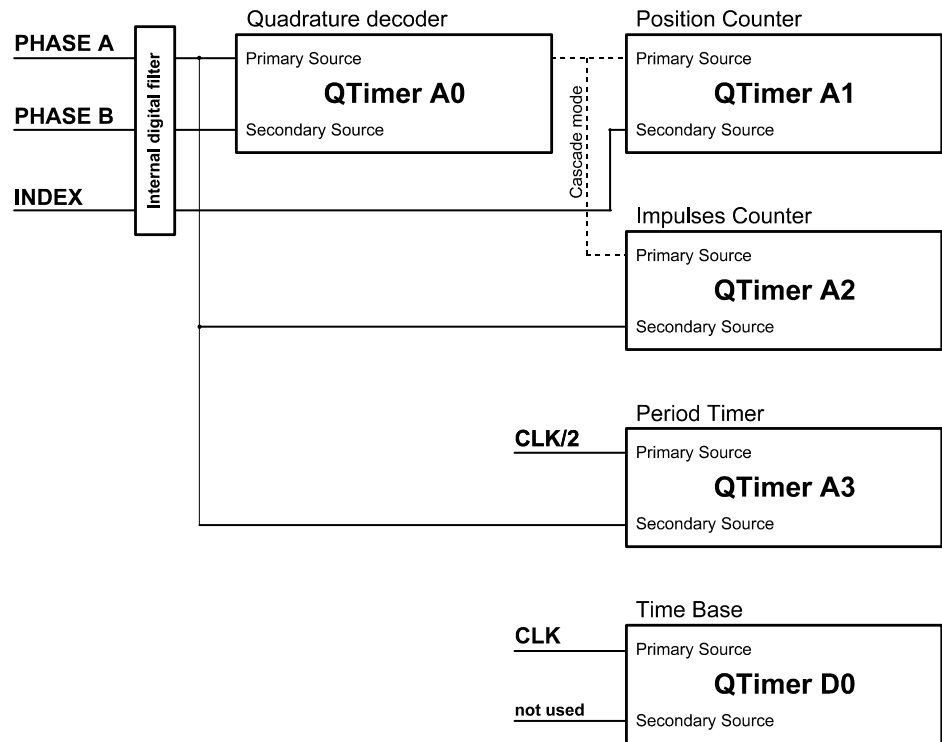 Quadrature decoder
Position Counter
PHASE A
Primary Source
Primary Source
QTimer A0
QTimer A1
PHASE B
Secondary Source
Secondary Source
Internal digital filter
Cascade mode
INDEX
Impulses Counter
Primary Source
QTimer A2
Secondary Source
Period Timer
CLK/2
Primary Source
QTimer A3
Secondary Source
Time Base
CLK
Primary Source
QTimer D0
not used
Secondary Source